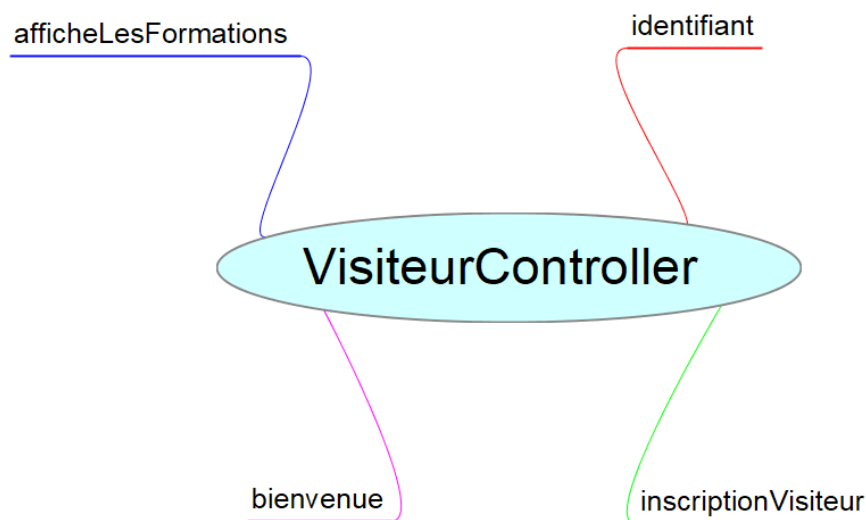 afficheLesFormations
identifiant
VisiteurController
bienvenue
inscriptionVisiteur